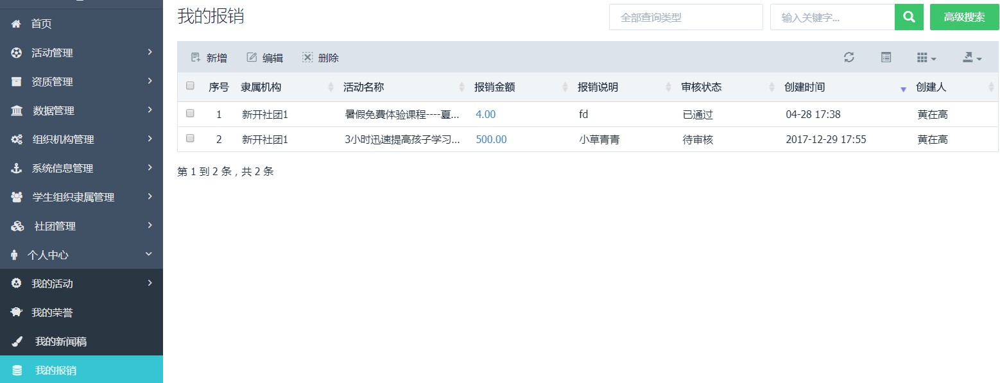 首页
活动管理
资质管理
数据管理
组织机构管理
系统信息管理
学生组织隶属管理
社团管理
个人中心
我的活动
我的荣誉
我的新闻稿
我的报销
我的报销 全部查询类型 输入关键字... 高级搜索
新增 编辑 删除
序号 隶属机构 活动名称 报销金额 报销说明 审核状态 创建时间 创建人
1 新开社团1 暑假免費体验课程----夏... 4.00 fd 已通过 04-28 17:38 黄在高
2 新开社团1 3小时迅速提高孩子学习... 500.00 小草青青 待审核 2017-12-29 17:55 黄在高
第 1 到 2 条，共 2 条